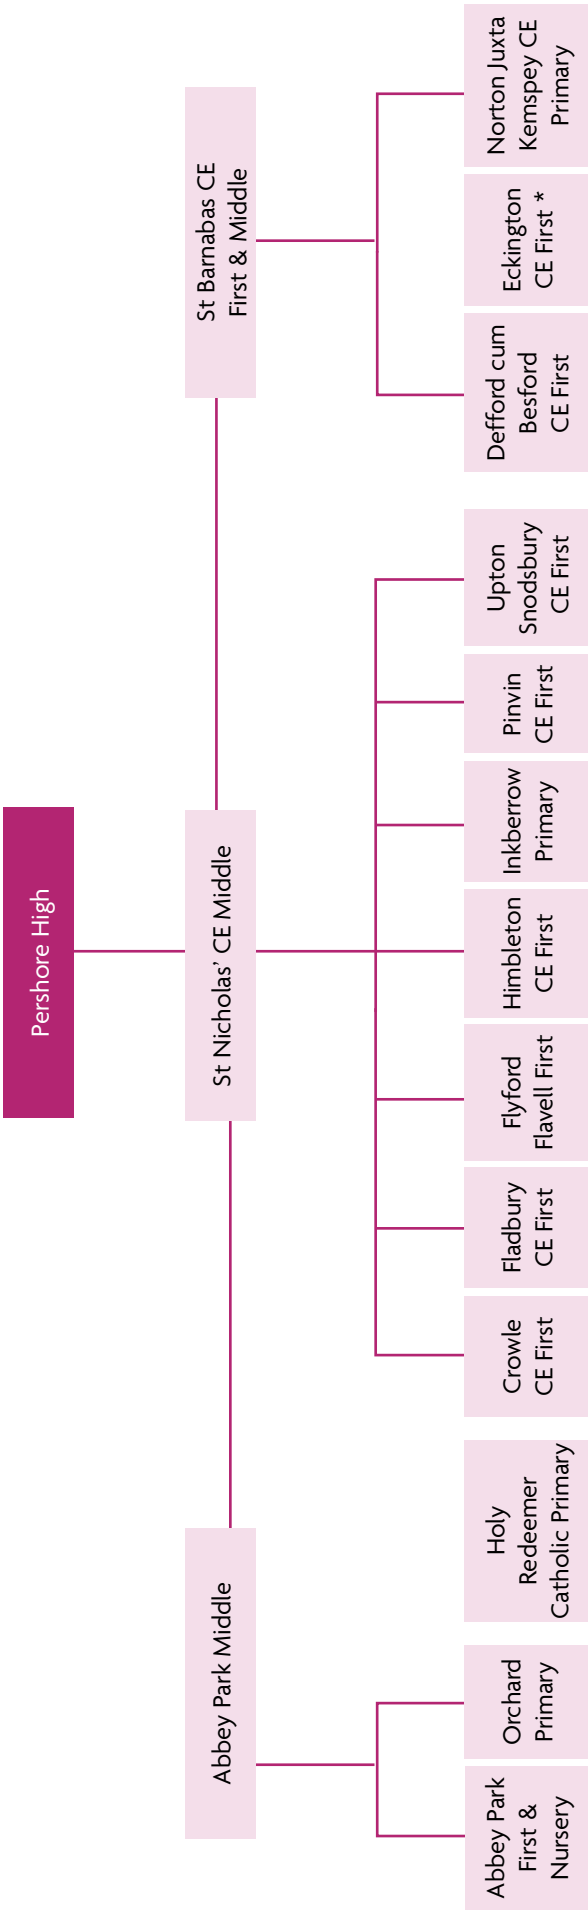 Pershore High
Abbey Park Middle
St Nicholas’ CE Middle
St Barnabas CE
First & Middle
Abbey Park
First &
Nursery
Orchard
Primary
Holy
Redeemer
Catholic Primary
Crowle
CE First
Fladbury
CE First
Flyford
Flavell First
Himbleton
CE First
Inkberrow
Primary
Pinvin
CE First
Upton
Snodsbury
CE First
Defford cum
Besford
CE First
Eckington
CE First *
Norton Juxta
Kemspey CE
Primary